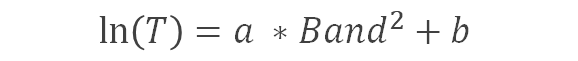 ln(T) = a * Band² + b